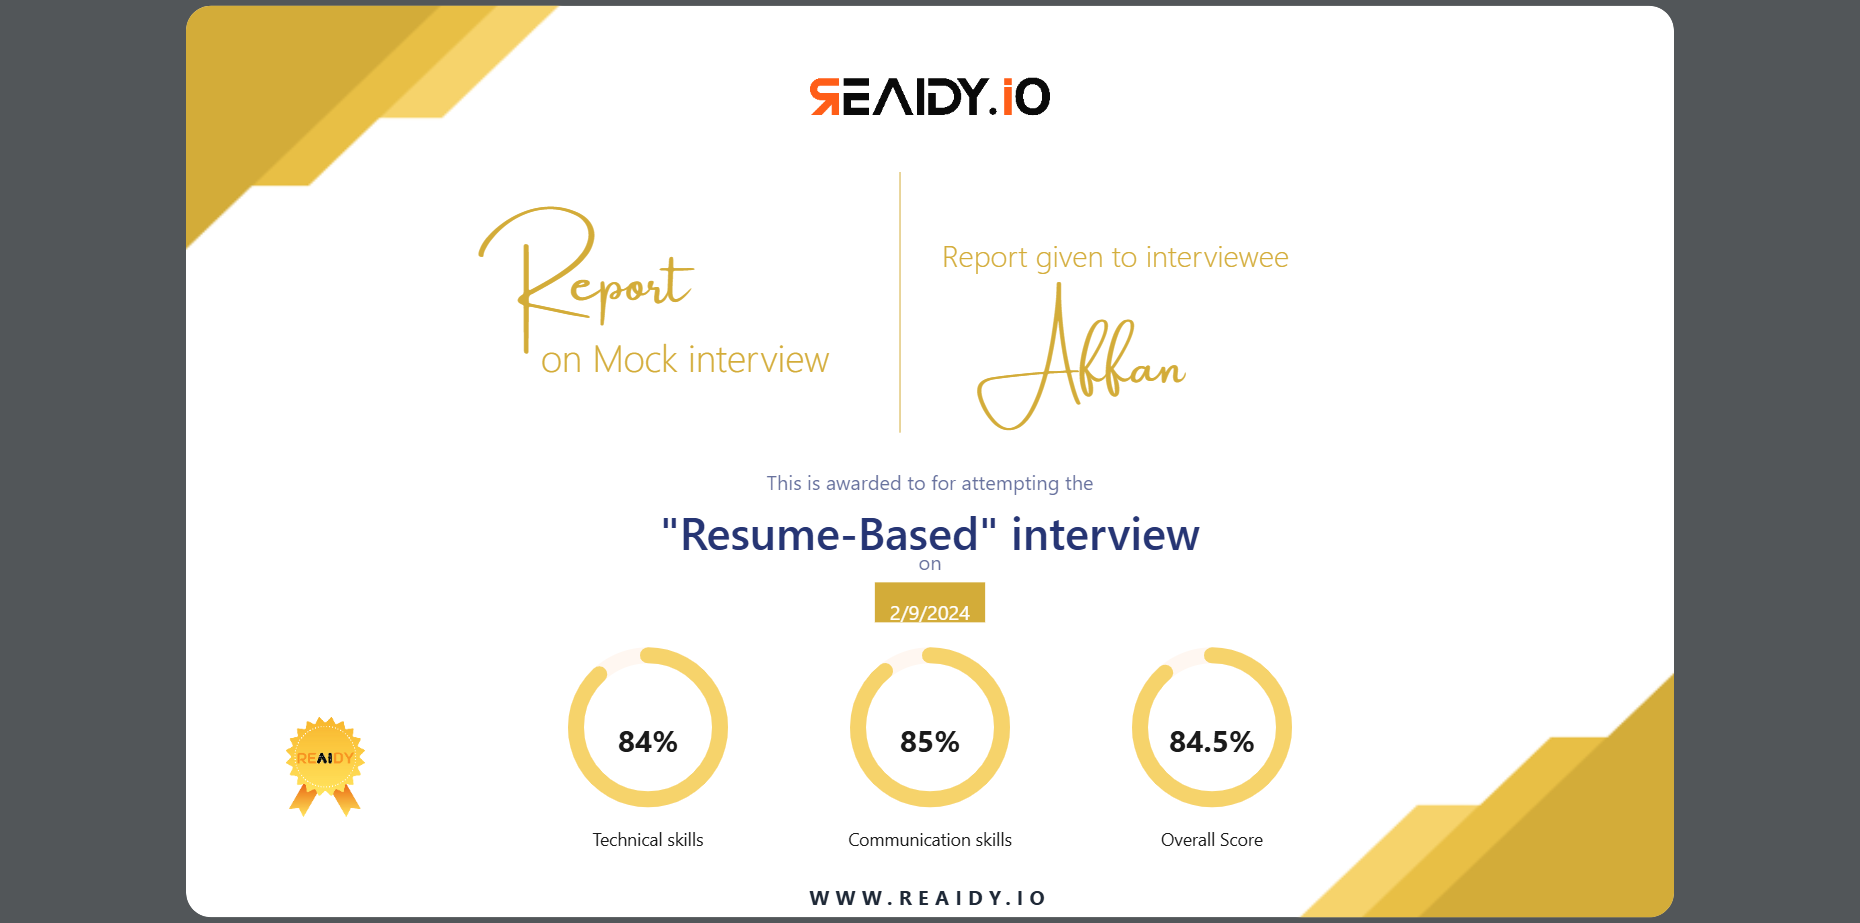 REAIDY.iO
Report
on Mock interview
Report given to interviewee
Affan
This is awarded to for attempting the
"Resume-Based" interview
on
2/9/2024
84%
85%
84.5%
REAIDY
Technical skills
Communication skills
Overall Score
WWW.REAIDY.IO